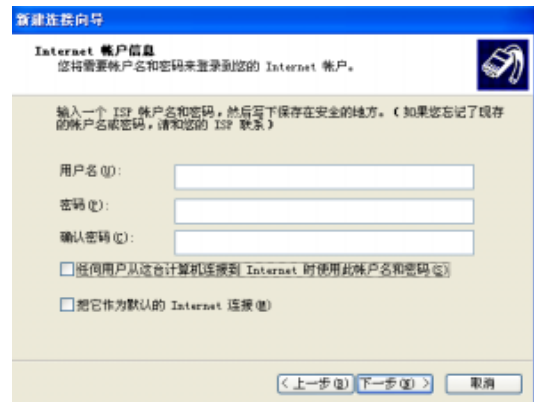 新建连接向导
Internet 帐户信息
您将需要帐户名和密码来登录到您的 Internet 帐户。
输入一个 ISP 帐户名和密码，然后写下保存在安全的地方。（如果您忘记了现存
的帐户名或密码，请和您的 ISP 联系）
用户名(U):
密码(P):
确认密码(C):
任何用户从这台计算机连接到 Internet 时使用此帐户名和密码(S)
把它作为默认的 Internet 连接(M)
< 上一步(B)
下一步(N) >
取消